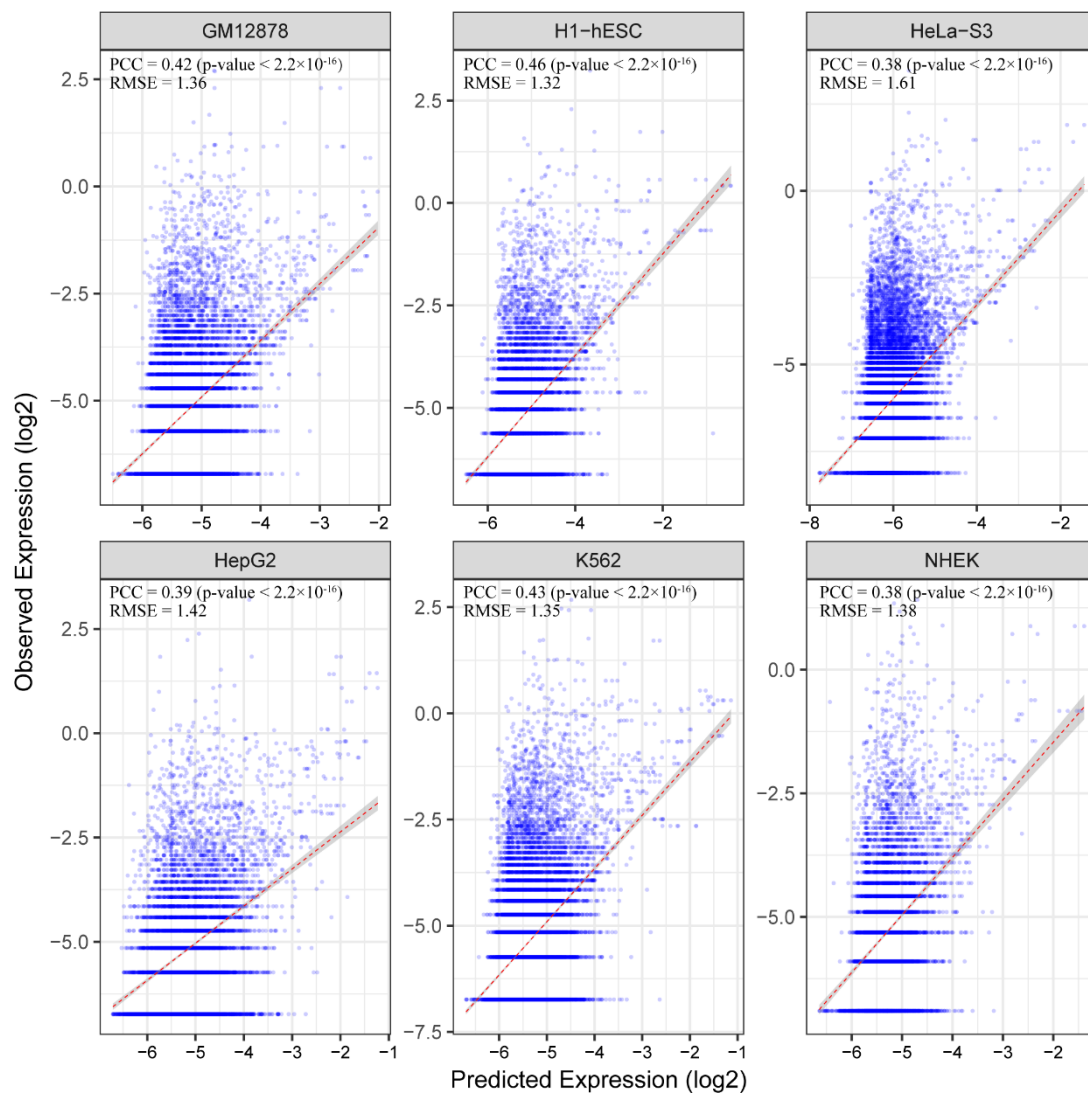 GM12878
H1−hESC
HeLa−S3
PCC = 0.42 (p-value < 2.2×10⁻¹⁶)
RMSE = 1.36
PCC = 0.46 (p-value < 2.2×10⁻¹⁶)
RMSE = 1.32
PCC = 0.38 (p-value < 2.2×10⁻¹⁶)
RMSE = 1.61
2.5
0.0
−2.5
−5.0
2.5
0.0
−2.5
−5.0
0
−5
−6 −5 −4 −3 −2
−6 −4 −2
−8 −6 −4 −2
HepG2
K562
NHEK
PCC = 0.39 (p-value < 2.2×10⁻¹⁶)
RMSE = 1.42
PCC = 0.43 (p-value < 2.2×10⁻¹⁶)
RMSE = 1.35
PCC = 0.38 (p-value < 2.2×10⁻¹⁶)
RMSE = 1.38
2.5
0.0
−2.5
−5.0
2.5
0.0
−2.5
−5.0
−7.5
0.0
−2.5
−5.0
−6 −5 −4 −3 −2 −1
−6 −5 −4 −3 −2 −1
−6 −5 −4 −3 −2
Observed Expression (log2)
Predicted Expression (log2)